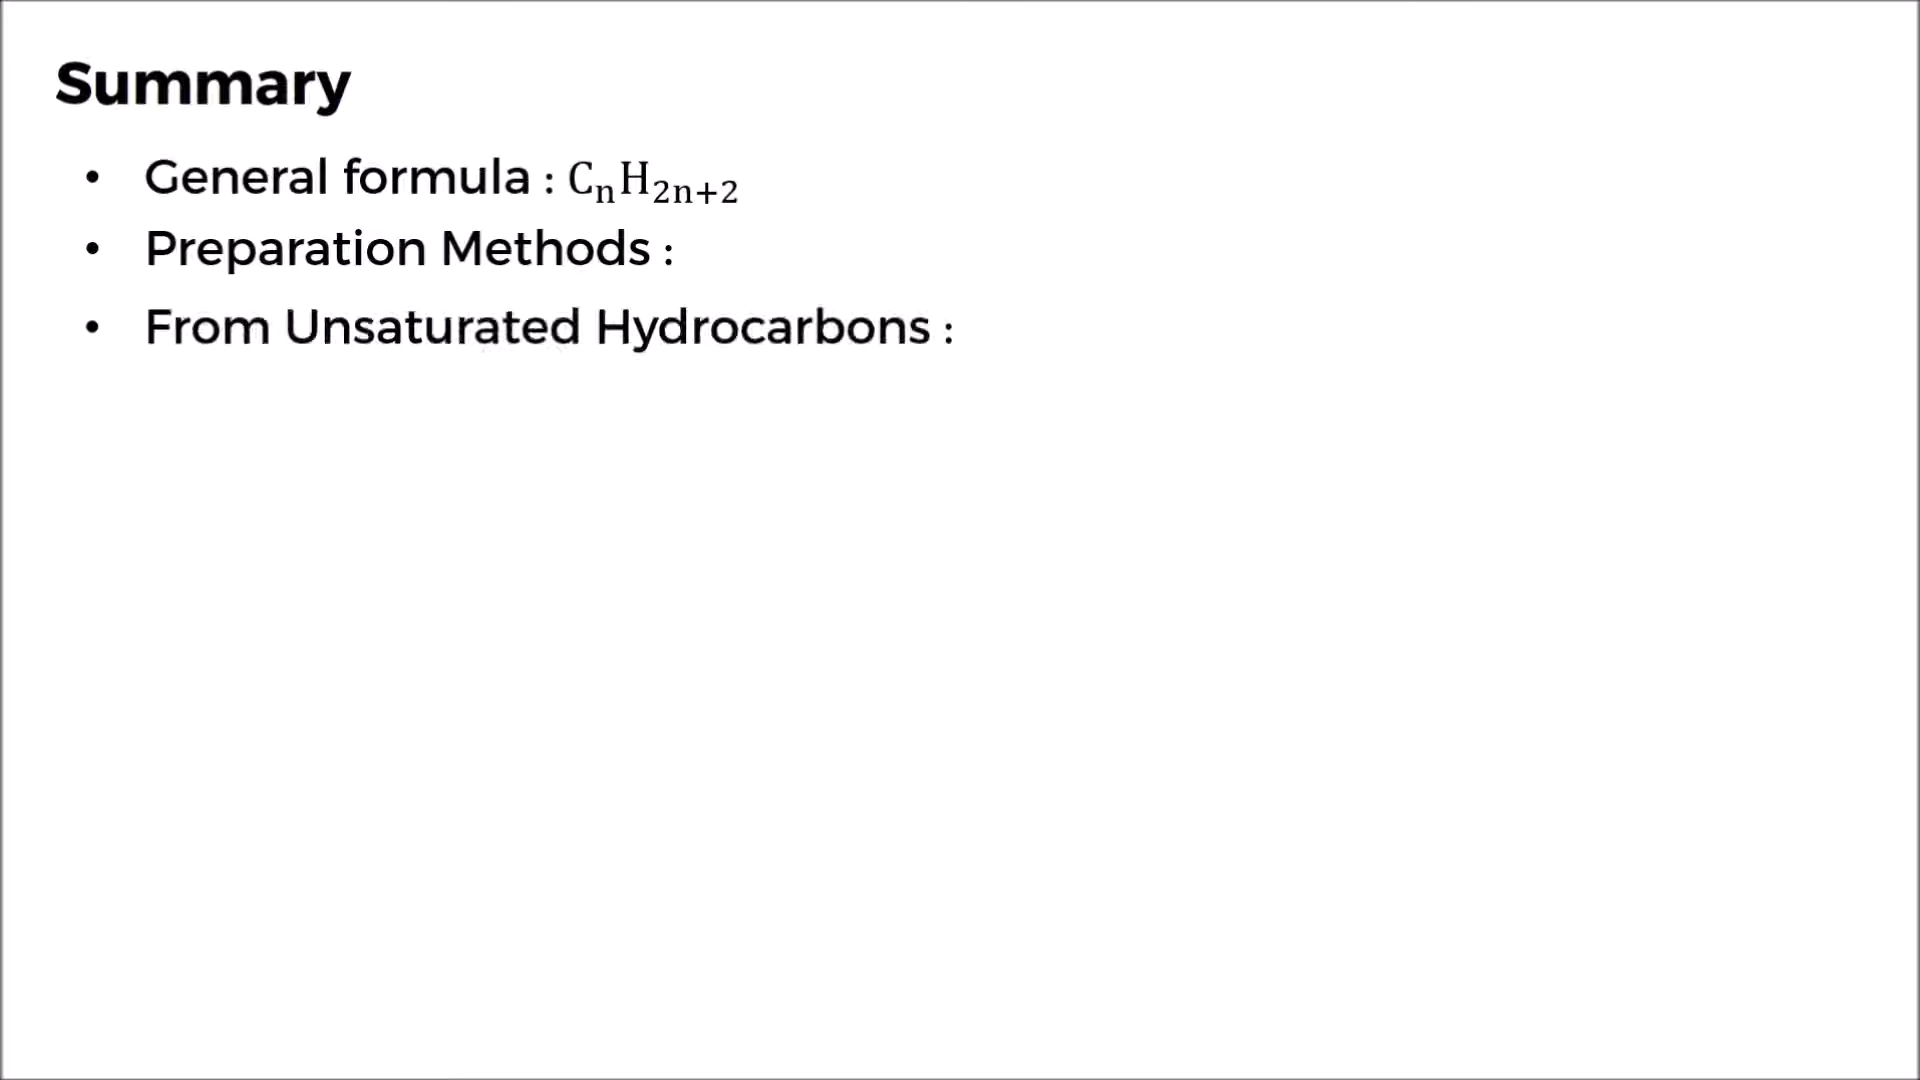 Summary
• General formula : CₙH₂ₙ₊₂
• Preparation Methods :
• From Unsaturated Hydrocarbons :